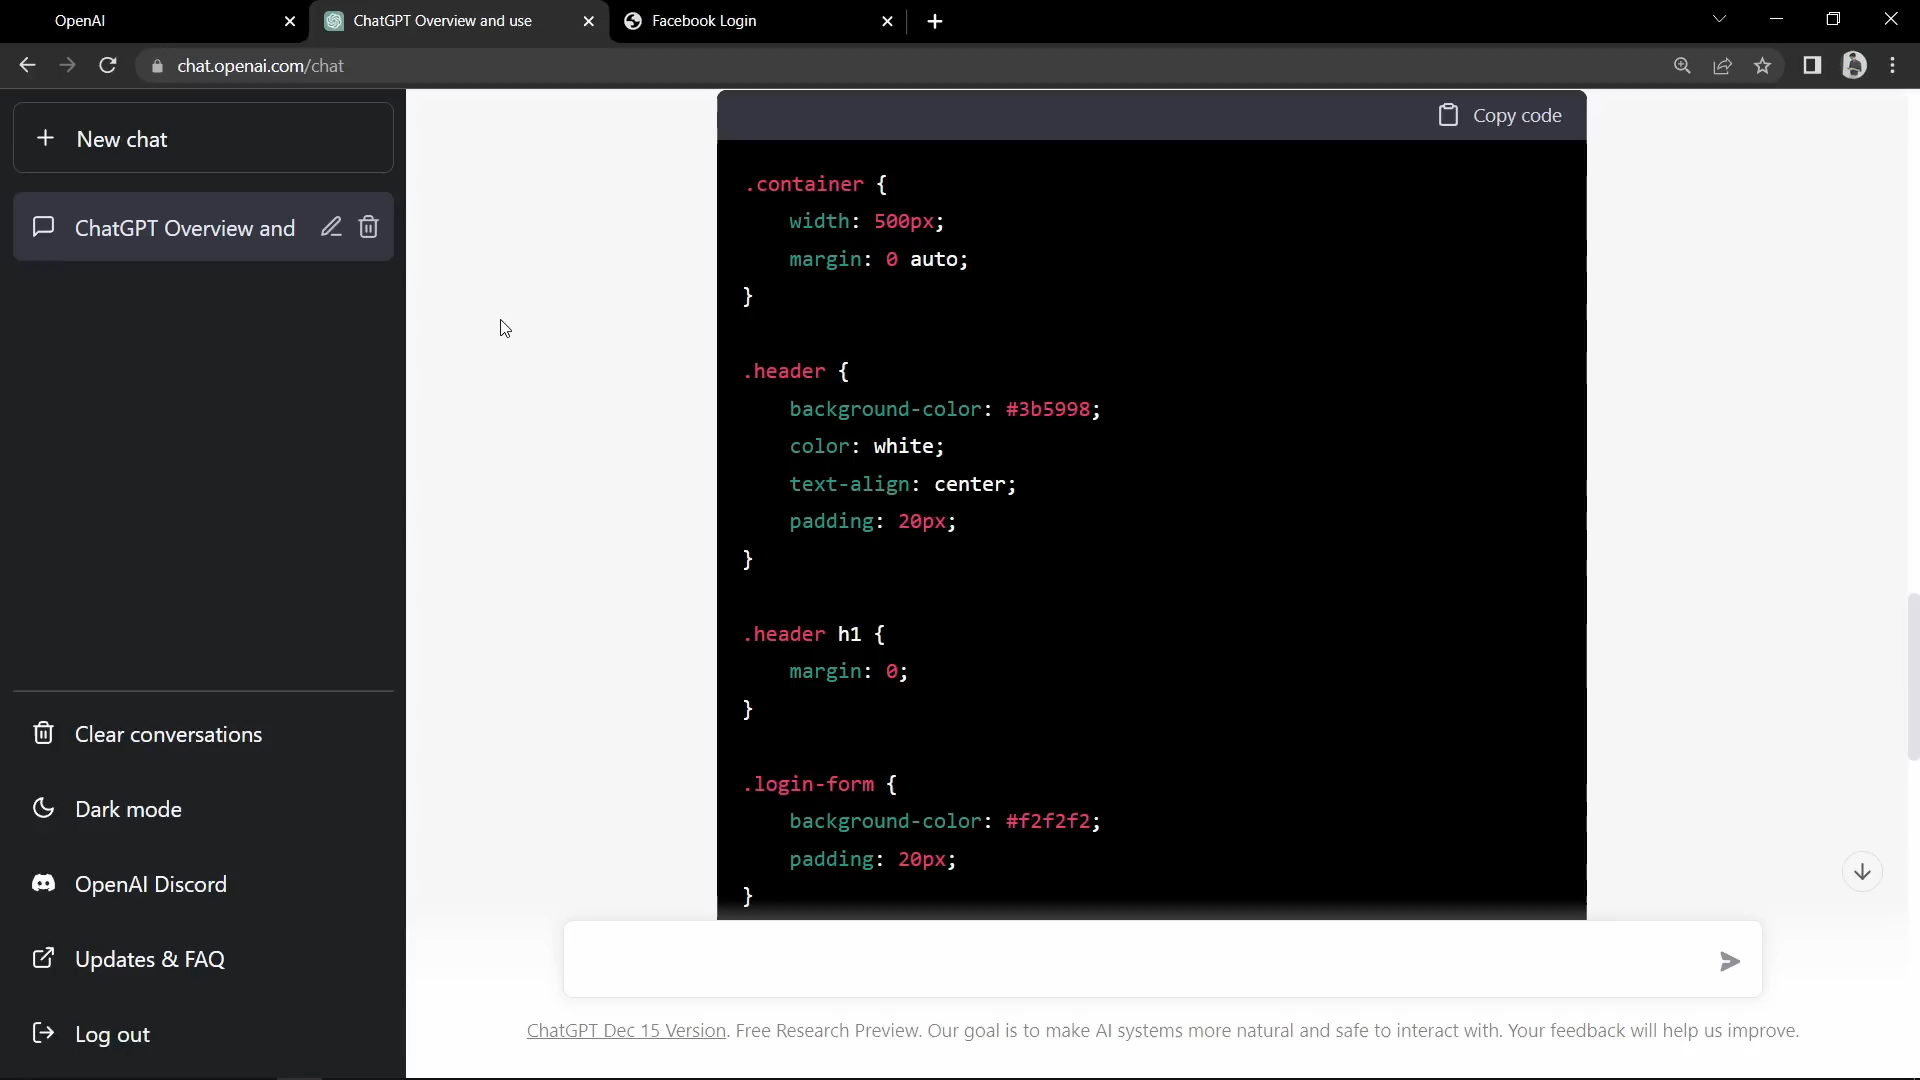 OpenAI
ChatGPT Overview and use
Facebook Login
chat.openai.com/chat
New chat
ChatGPT Overview and
Clear conversations
Dark mode
OpenAI Discord
Updates & FAQ
Log out
Copy code
.container {
    width: 500px;
    margin: 0 auto;
}
.header {
    background-color: #3b5998;
    color: white;
    text-align: center;
    padding: 20px;
}
.header h1 {
    margin: 0;
}
.login-form {
    background-color: #f2f2f2;
    padding: 20px;
}
ChatGPT Dec 15 Version. Free Research Preview. Our goal is to make AI systems more natural and safe to interact with. Your feedback will help us improve.